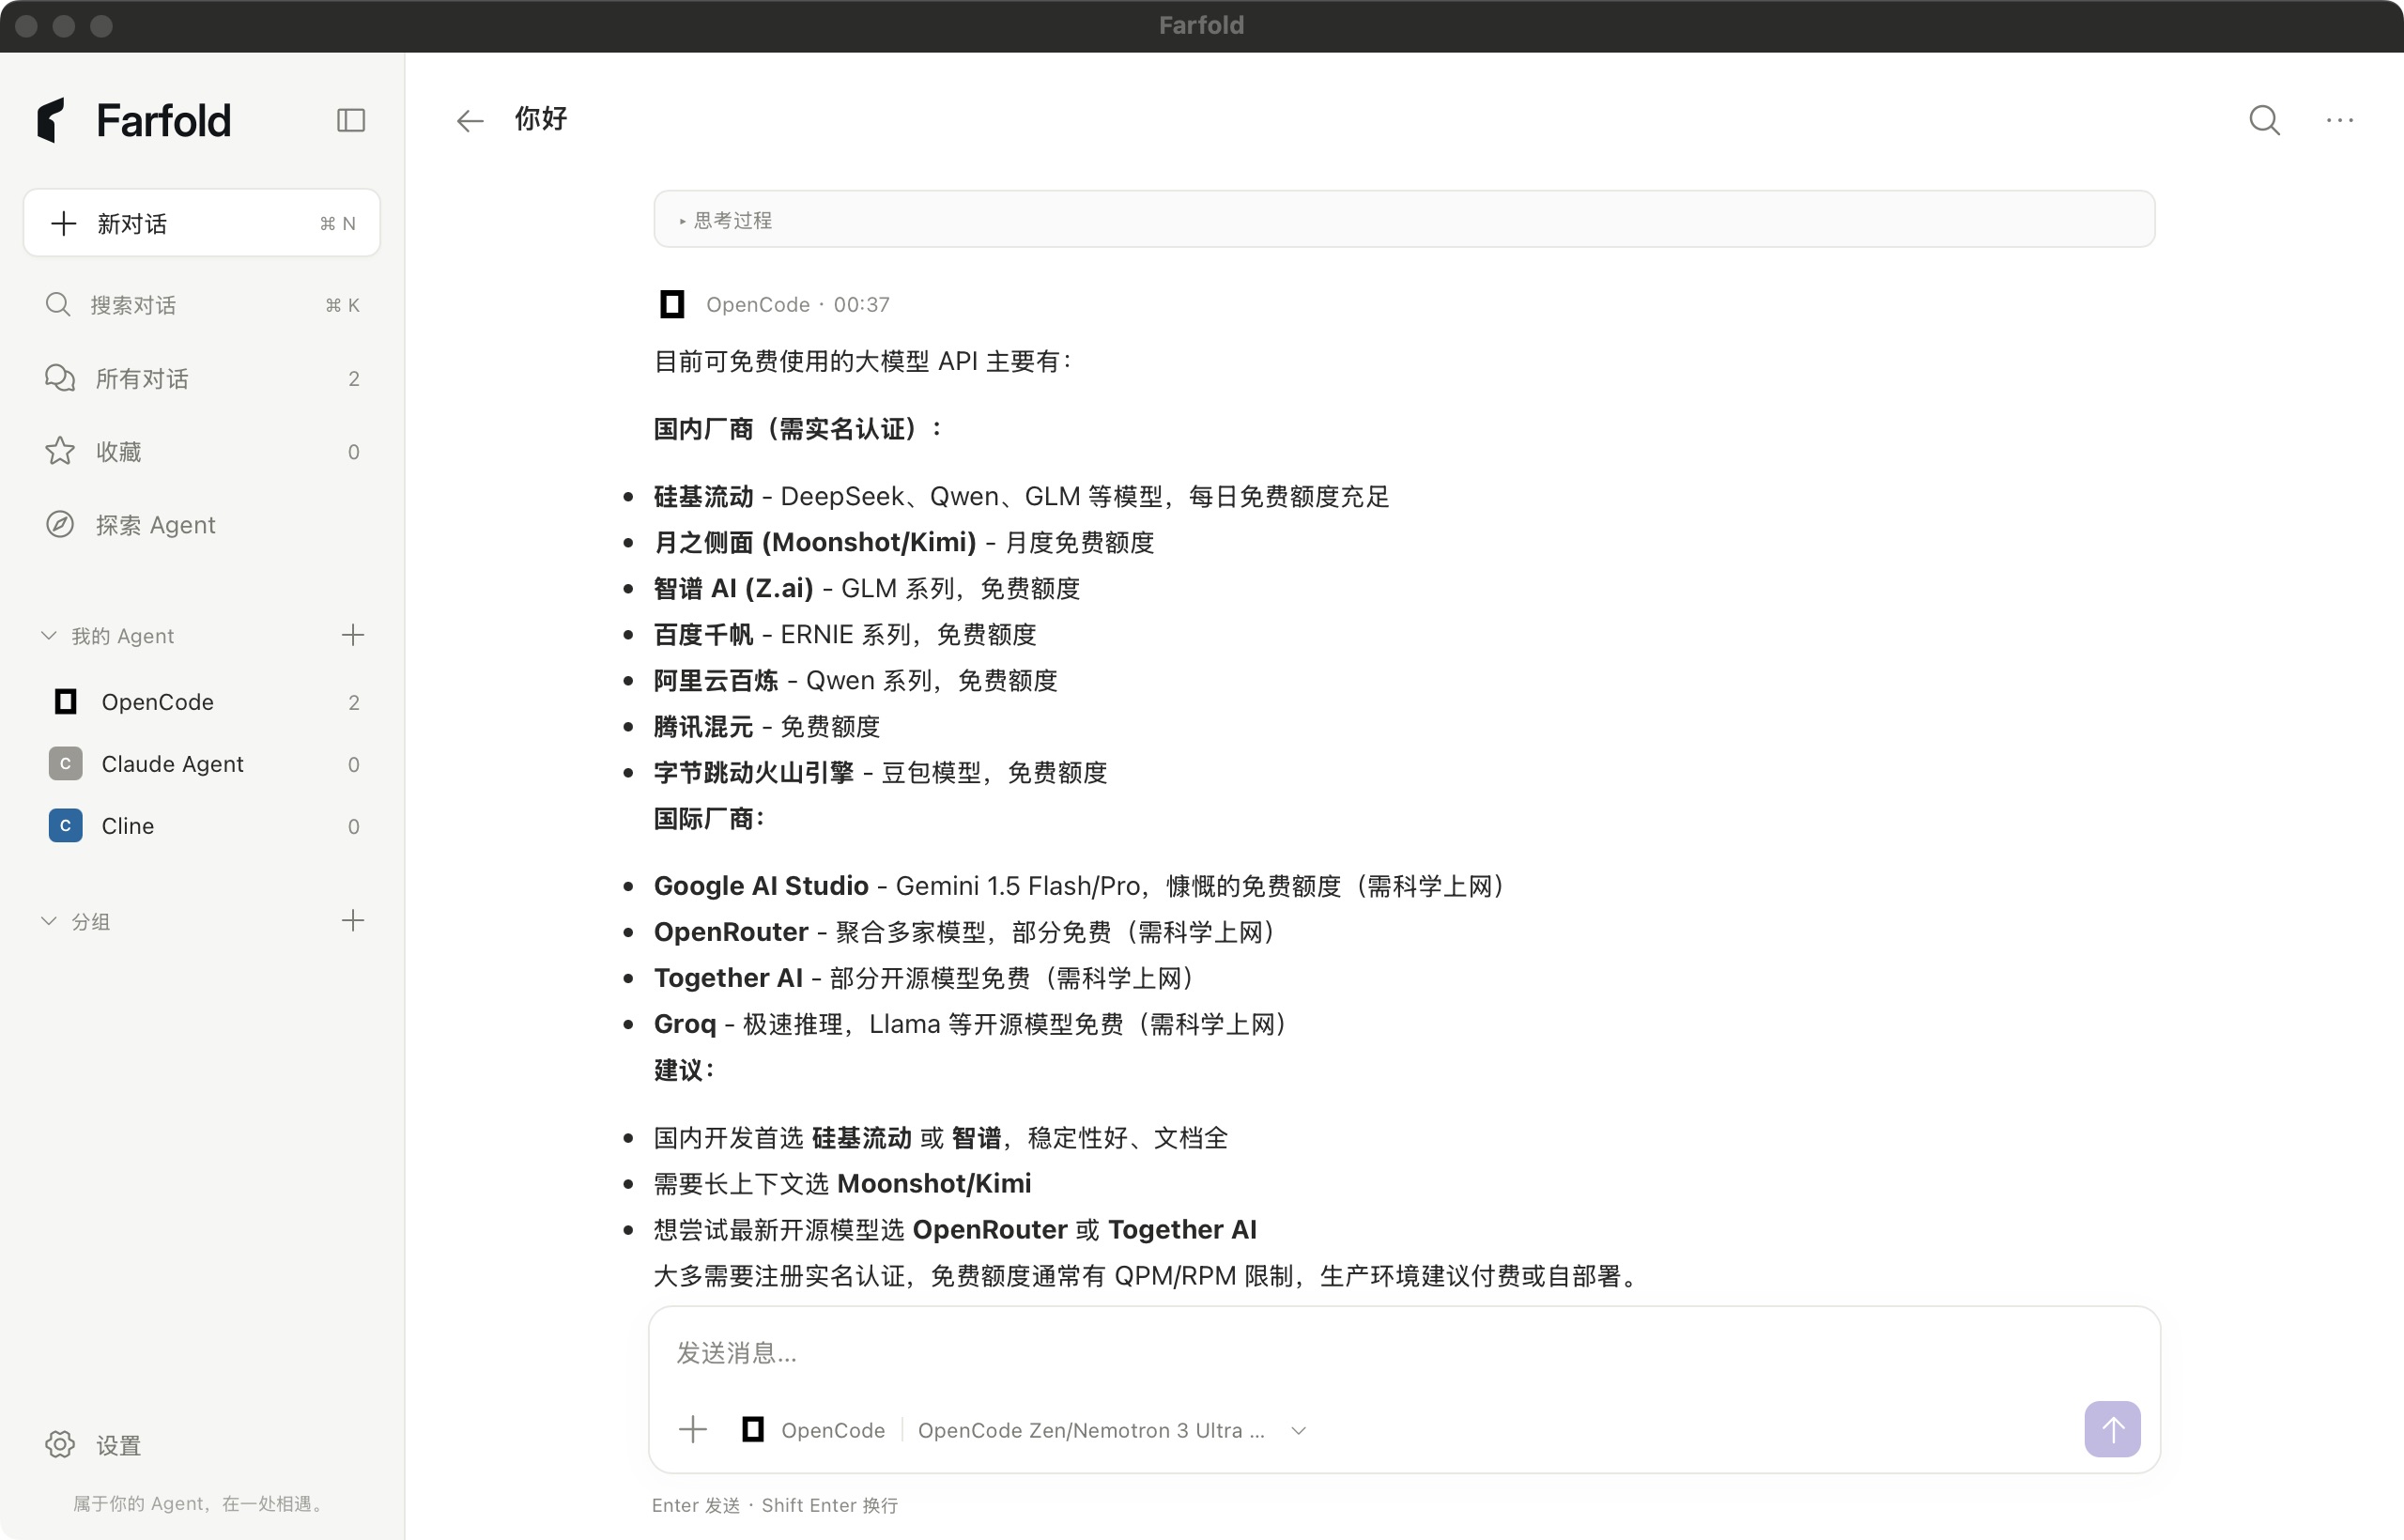 Farfold
Farfold
新对话 ⌘ N
搜索对话 ⌘ K
所有对话 2
收藏 0
探索 Agent
我的 Agent
OpenCode 2
C Claude Agent 0
C Cline 0
分组
设置
属于你的 Agent，在一处相遇。
你好
思考过程
OpenCode · 00:37
目前可免费使用的大模型 API 主要有：
国内厂商（需实名认证）：
硅基流动 - DeepSeek、Qwen、GLM 等模型，每日免费额度充足
月之侧面 (Moonshot/Kimi) - 月度免费额度
智谱 AI (Z.ai) - GLM 系列，免费额度
百度千帆 - ERNIE 系列，免费额度
阿里云百炼 - Qwen 系列，免费额度
腾讯混元 - 免费额度
字节跳动火山引擎 - 豆包模型，免费额度
国际厂商：
Google AI Studio - Gemini 1.5 Flash/Pro，慷慨的免费额度（需科学上网）
OpenRouter - 聚合多家模型，部分免费（需科学上网）
Together AI - 部分开源模型免费（需科学上网）
Groq - 极速推理，Llama 等开源模型免费（需科学上网）
建议：
国内开发首选 硅基流动 或 智谱，稳定性好、文档全
需要长上下文选 Moonshot/Kimi
想尝试最新开源模型选 OpenRouter 或 Together AI
大多需要注册实名认证，免费额度通常有 QPM/RPM 限制，生产环境建议付费或自部署。
发送消息...
OpenCode OpenCode Zen/Nemotron 3 Ultra ...
Enter 发送 · Shift Enter 换行